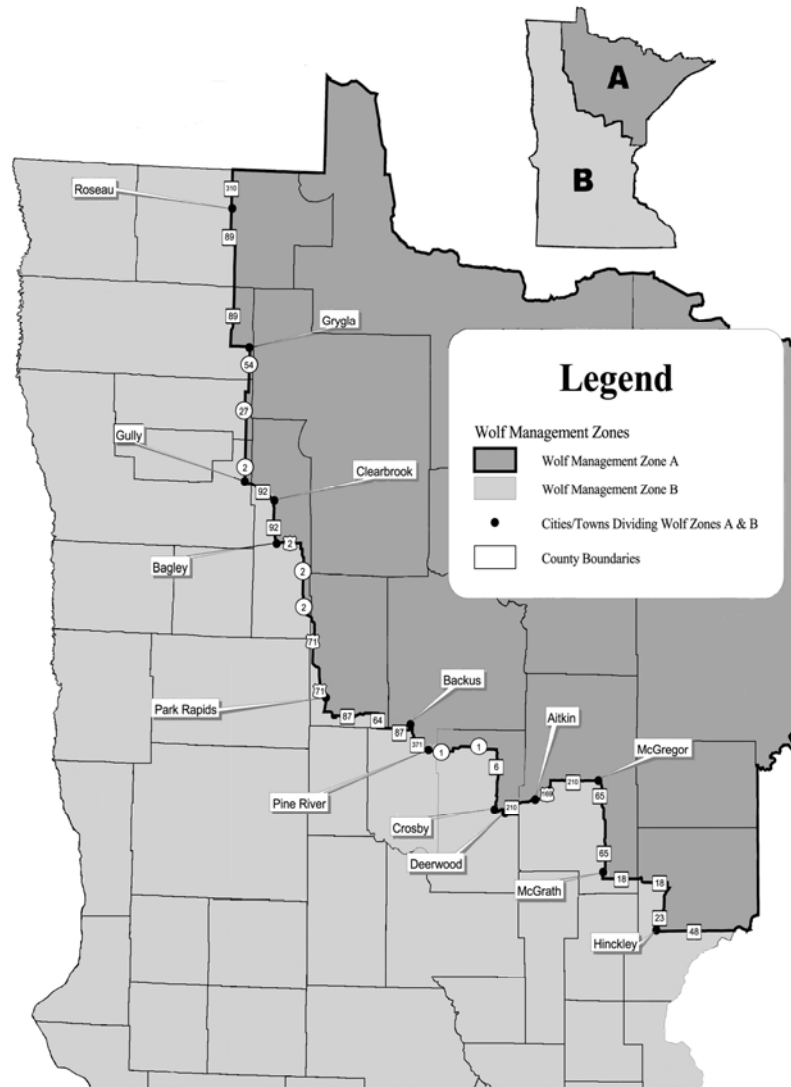 A
B
310
Roseau
89
89
Grygla
54
27
Gully
2
Clearbrook
92
92
Bagley
2
2
2
71
Park Rapids
71
87
64
87
Backus
371
Pine River
1
1
6
Crosby
Deerwood
210
Aitkin
169
210
McGregor
65
65
McGrath
18
18
23
Hinckley
48
Legend
Wolf Management Zones
Wolf Management Zone A
Wolf Management Zone B
Cities/Towns Dividing Wolf Zones A & B
County Boundaries